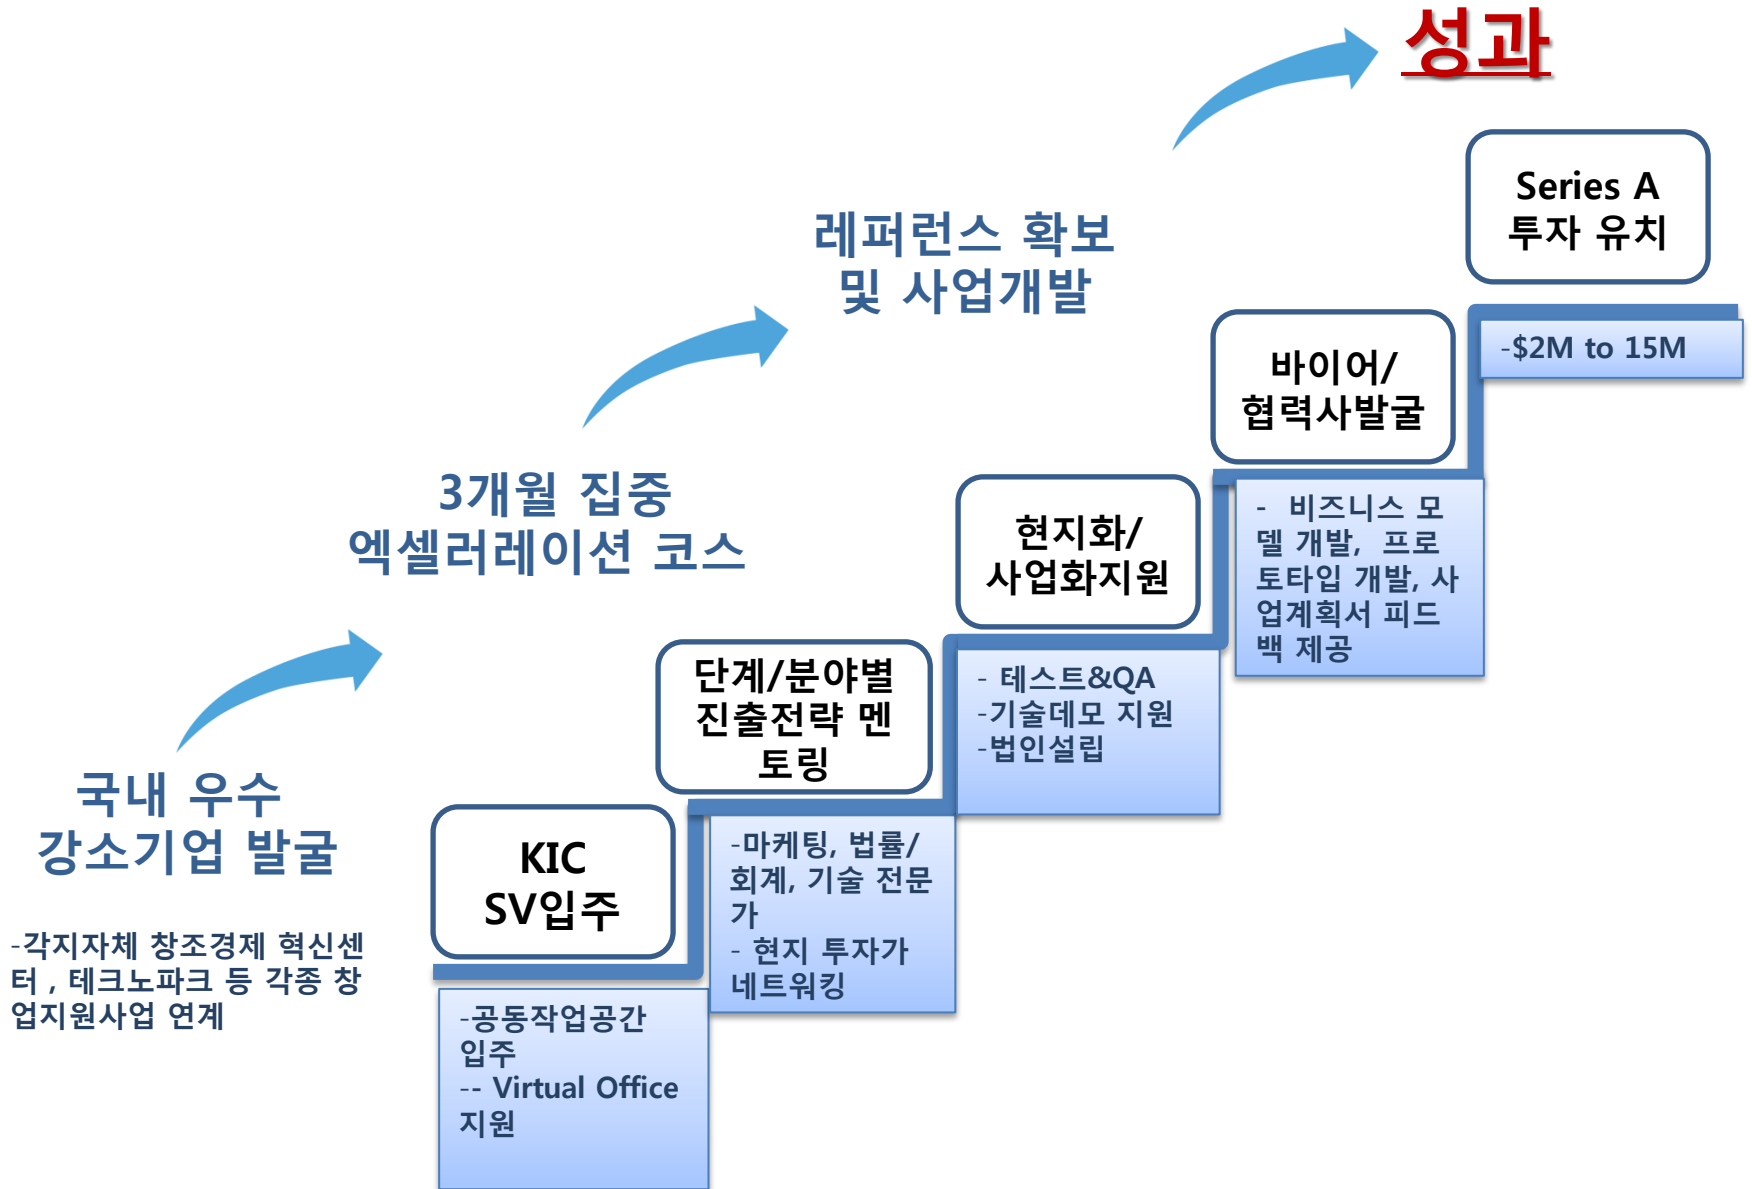 성과
Series A
투자 유치
-$2M to 15M
레퍼런스 확보
및 사업개발
바이어/
협력사발굴
- 비즈니스 모
델 개발, 프로
토타입 개발, 사
업계획서 피드
백 제공
3개월 집중
엑셀러레이션 코스
현지화/
사업화지원
- 테스트&QA
-기술데모 지원
-법인설립
단계/분야별
진출전략 멘
토링
-마케팅, 법률/
회계, 기술 전문
가
- 현지 투자가
네트워킹
국내 우수
강소기업 발굴
-각지자체 창조경제 혁신센
터 , 테크노파크 등 각종 창
업지원사업 연계
KIC
SV입주
-공동작업공간
입주
-- Virtual Office
지원